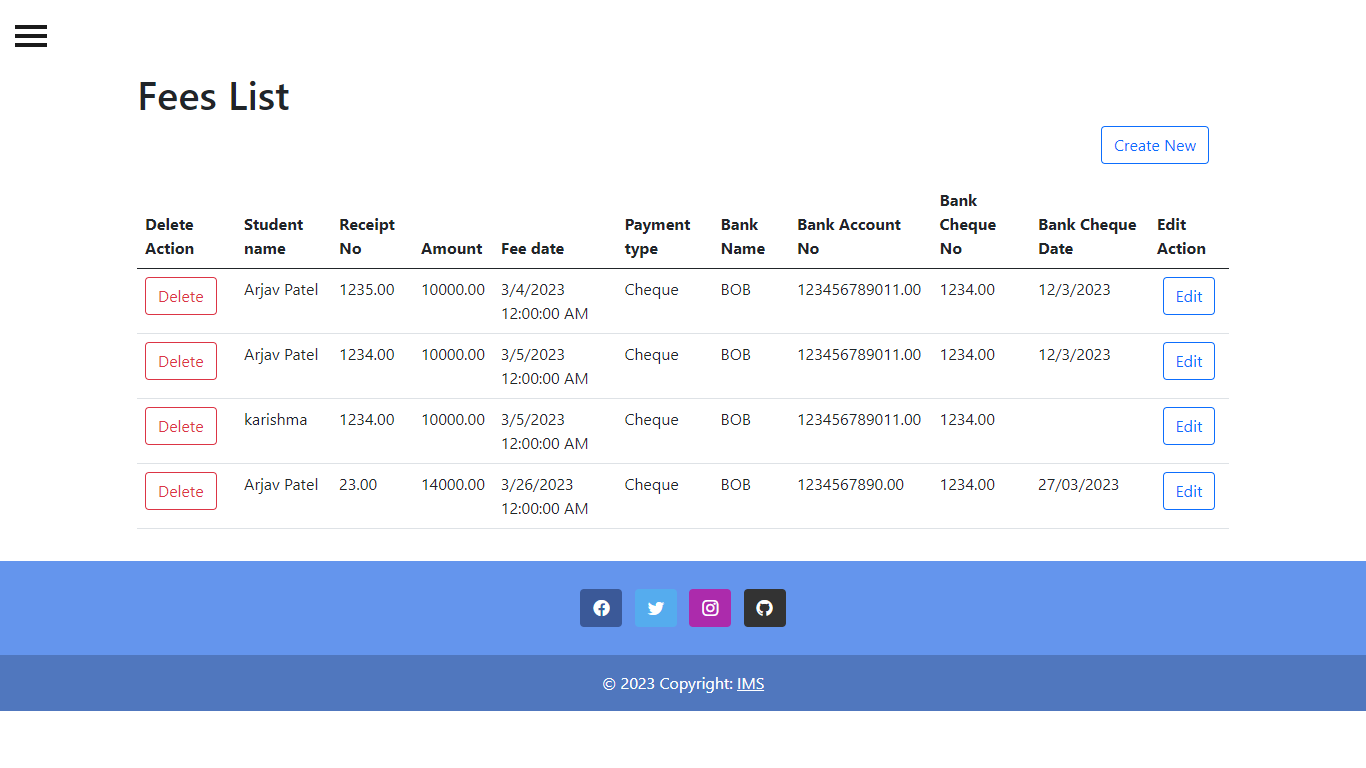 Fees List
Create New
Delete Action Student name Receipt No Amount Fee date Payment type Bank Name Bank Account No Bank Cheque No Bank Cheque Date Edit Action
Delete Arjav Patel 1235.00 10000.00 3/4/2023 12:00:00 AM Cheque BOB 123456789011.00 1234.00 12/3/2023 Edit
Delete Arjav Patel 1234.00 10000.00 3/5/2023 12:00:00 AM Cheque BOB 123456789011.00 1234.00 12/3/2023 Edit
Delete karishma 1234.00 10000.00 3/5/2023 12:00:00 AM Cheque BOB 123456789011.00 1234.00 Edit
Delete Arjav Patel 23.00 14000.00 3/26/2023 12:00:00 AM Cheque BOB 1234567890.00 1234.00 27/03/2023 Edit
© 2023 Copyright: IMS